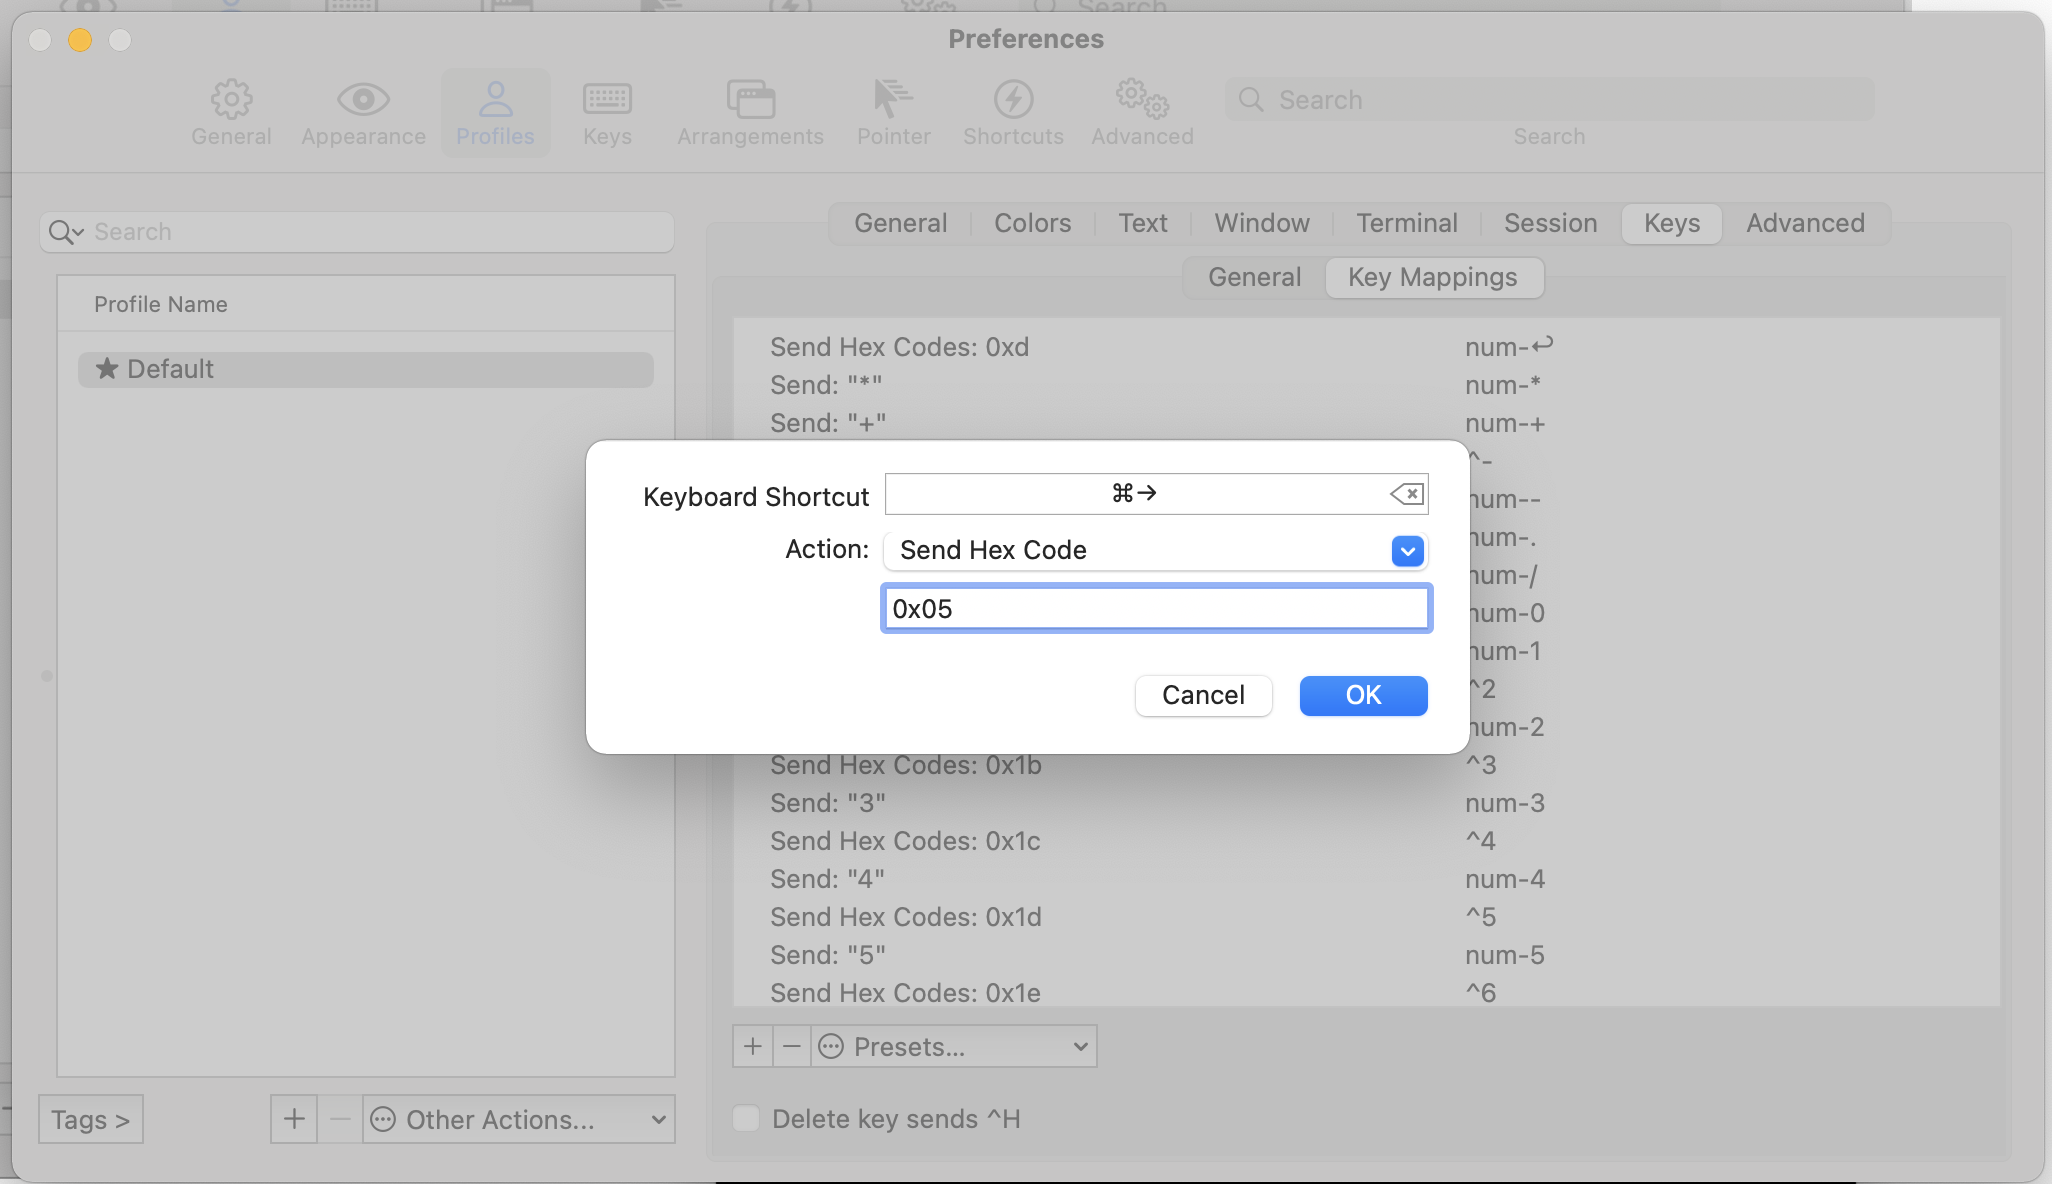 Search
Preferences
General
Appearance
Profiles
Keys
Arrangements
Pointer
Shortcuts
Advanced
Search
Search
Search
Profile Name
★ Default
Tags >
Other Actions...
General
Colors
Text
Window
Terminal
Session
Keys
Advanced
General
Key Mappings
Send Hex Codes: 0xd num-↩
Send: "*" num-*
Send: "+" num-+
^-
num--
num-.
num-/
num-0
num-1
^2
num-2
Keyboard Shortcut ⌘→
Action: Send Hex Code
0x05
Cancel
OK
Send Hex Codes: 0x1b ^3
Send: "3" num-3
Send Hex Codes: 0x1c ^4
Send: "4" num-4
Send Hex Codes: 0x1d ^5
Send: "5" num-5
Send Hex Codes: 0x1e ^6
+ − Presets...
Delete key sends ^H